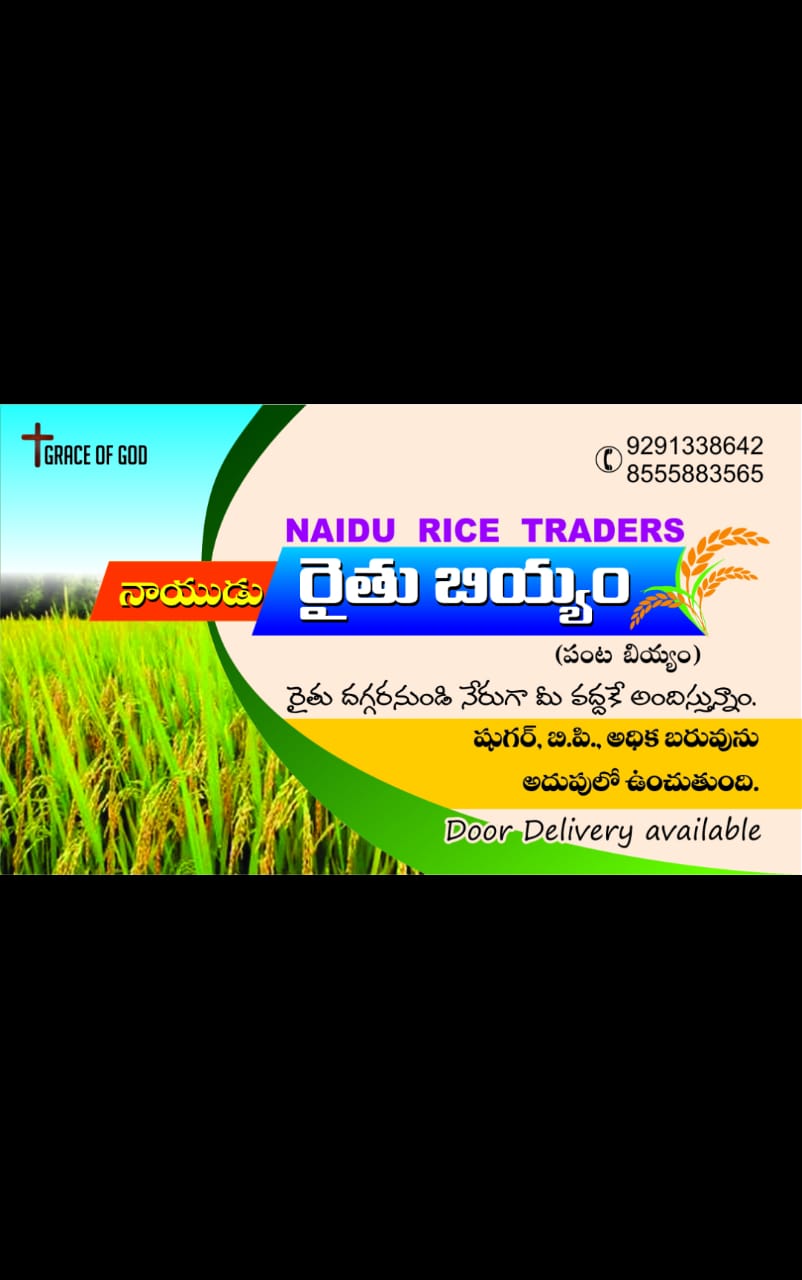 GRACE OF GOD
9291338642
8555883565
NAIDU RICE TRADERS
నాయుడు రైతు బియ్యం
(పంట బియ్యం)
రైతు దగ్గరనుండి నేరుగా మీ వద్దకే అందిస్తున్నాం.
షుగర్, బి.పి., అధిక బరువును
అదుపులో ఉంచుతుంది.
Door Delivery available